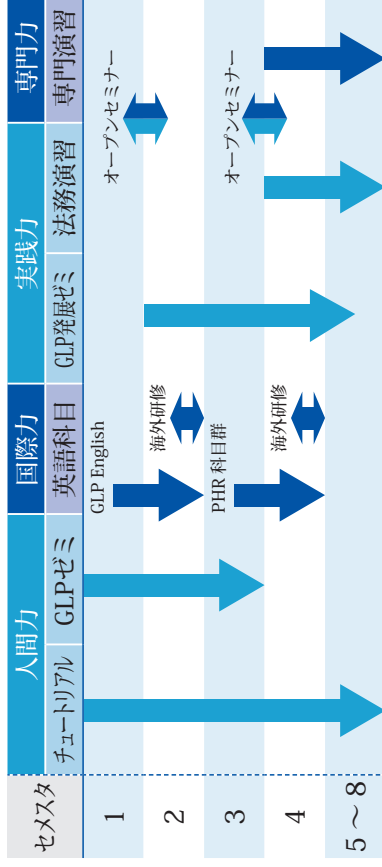 セメスタ
人間力
国際力
実践力
専門力
チュートリアル
GLPゼミ
英語科目
GLP発展ゼミ
法務演習
専門演習
1
GLP English
オープンセミナー
2
海外研修
3
PHR 科目群
オープンセミナー
4
海外研修
5 ～ 8